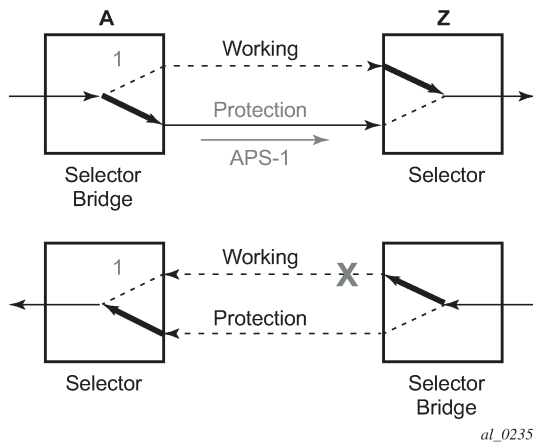 A
Z
1
Working
Protection
APS-1
Selector
Bridge
Selector
1
Working
X
Protection
Selector
Selector
Bridge
al_0235